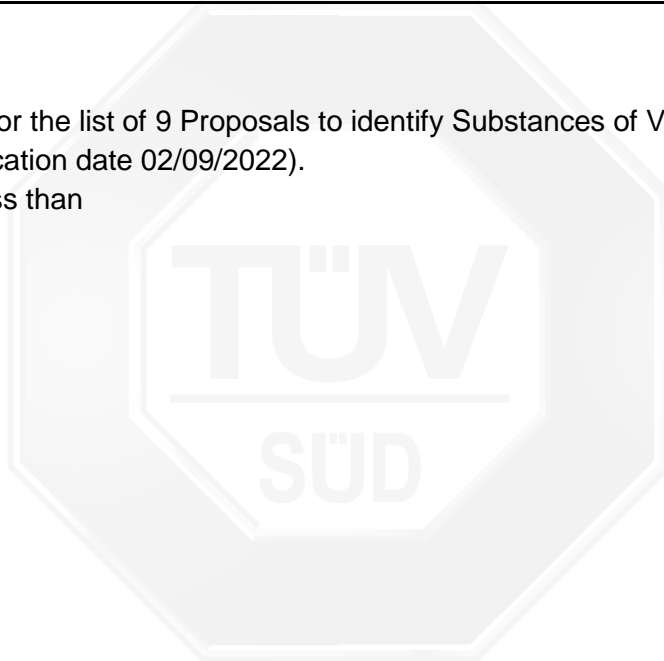 or the list of 9 Proposals to identify Substances of V
cation date 02/09/2022).
ss than
TÜV
SÜD